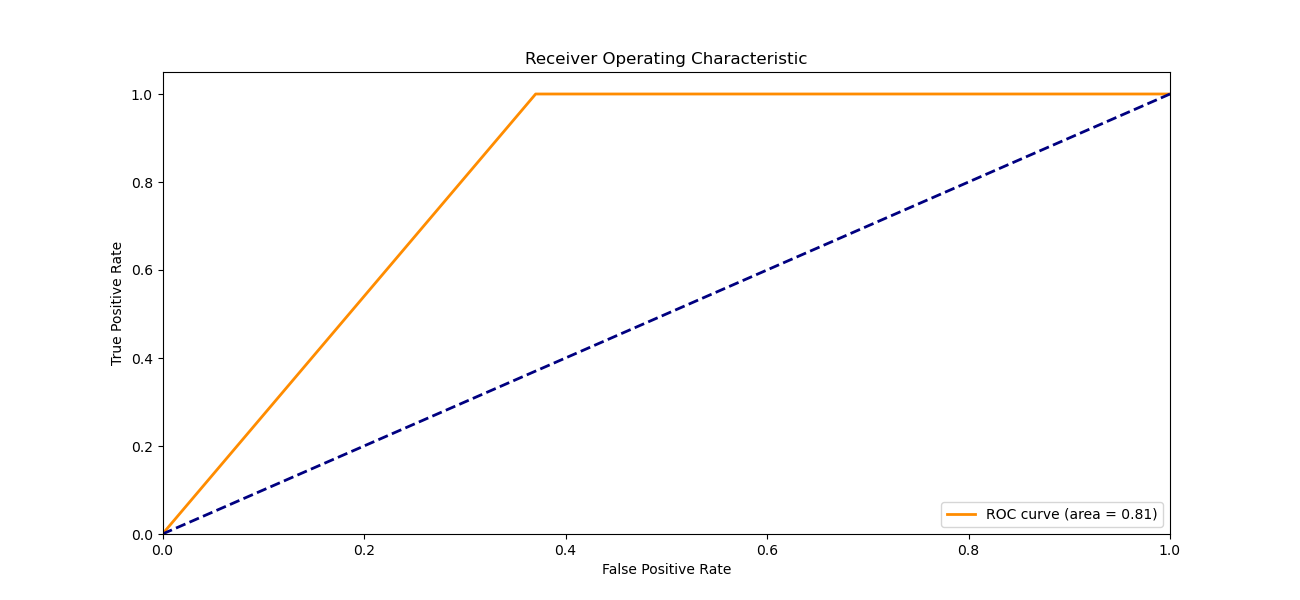 Receiver Operating Characteristic
1.0
0.8
0.6
0.4
0.2
0.0
True Positive Rate
ROC curve (area = 0.81)
0.0 0.2 0.4 0.6 0.8 1.0
False Positive Rate